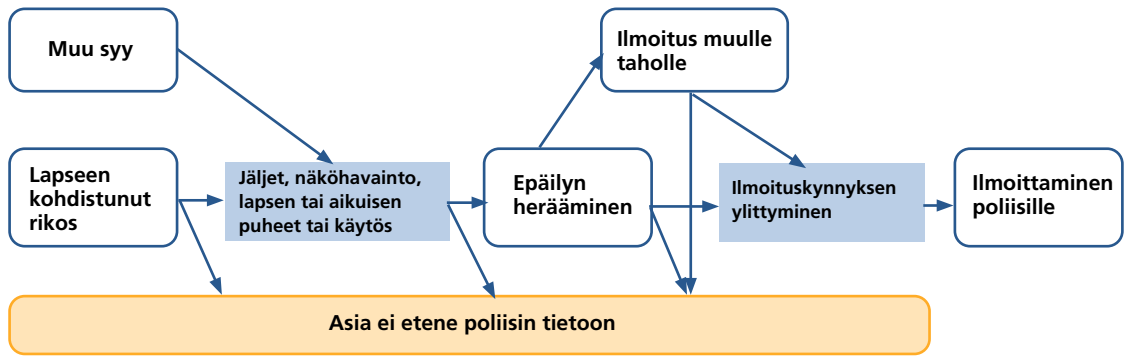 Muu syy
Ilmoitus muulle
taholle
Lapseen
kohdistunut
rikos
Jäljet, näköhavainto,
lapsen tai aikuisen
puheet tai käytös
Epäilyn
herääminen
Ilmoituskynnyksen
ylittyminen
Ilmoittaminen
poliisille
Asia ei etene poliisin tietoon